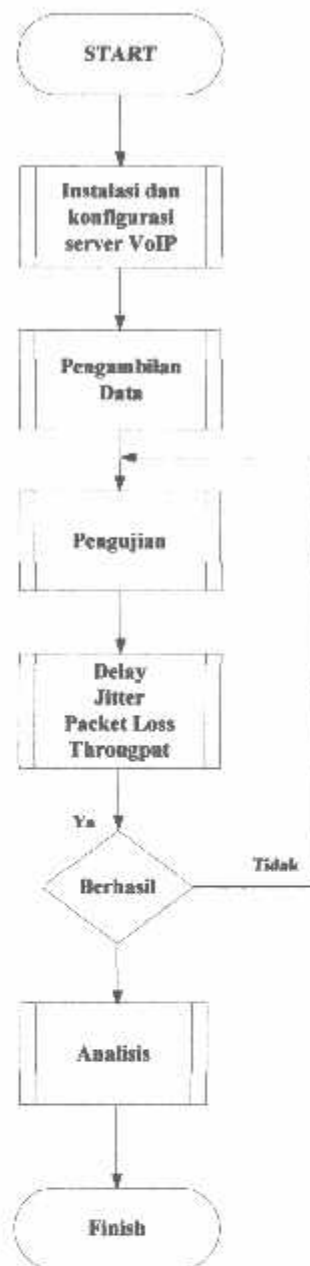 START
Instalasi dan
konfigurasi
server VoIP
Pengambilan
Data
Pengujian
Delay
Jitter
Packet Loss
Througput
Ya
Berhasil
Tidak
Analisis
Finish